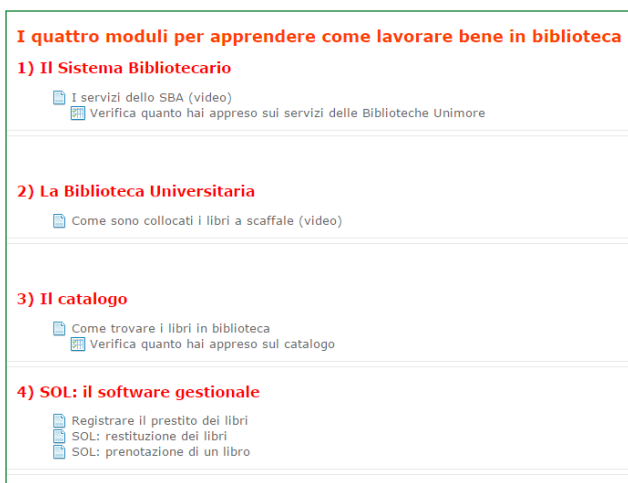 I quattro moduli per apprendere come lavorare bene in biblioteca
1) Il Sistema Bibliotecario
I servizi dello SBA (video)
Verifica quanto hai appreso sui servizi delle Biblioteche Unimore
2) La Biblioteca Universitaria
Come sono collocati i libri a scaffale (video)
3) Il catalogo
Come trovare i libri in biblioteca
Verifica quanto hai appreso sul catalogo
4) SOL: il software gestionale
Registrare il prestito dei libri
SOL: restituzione dei libri
SOL: prenotazione di un libro